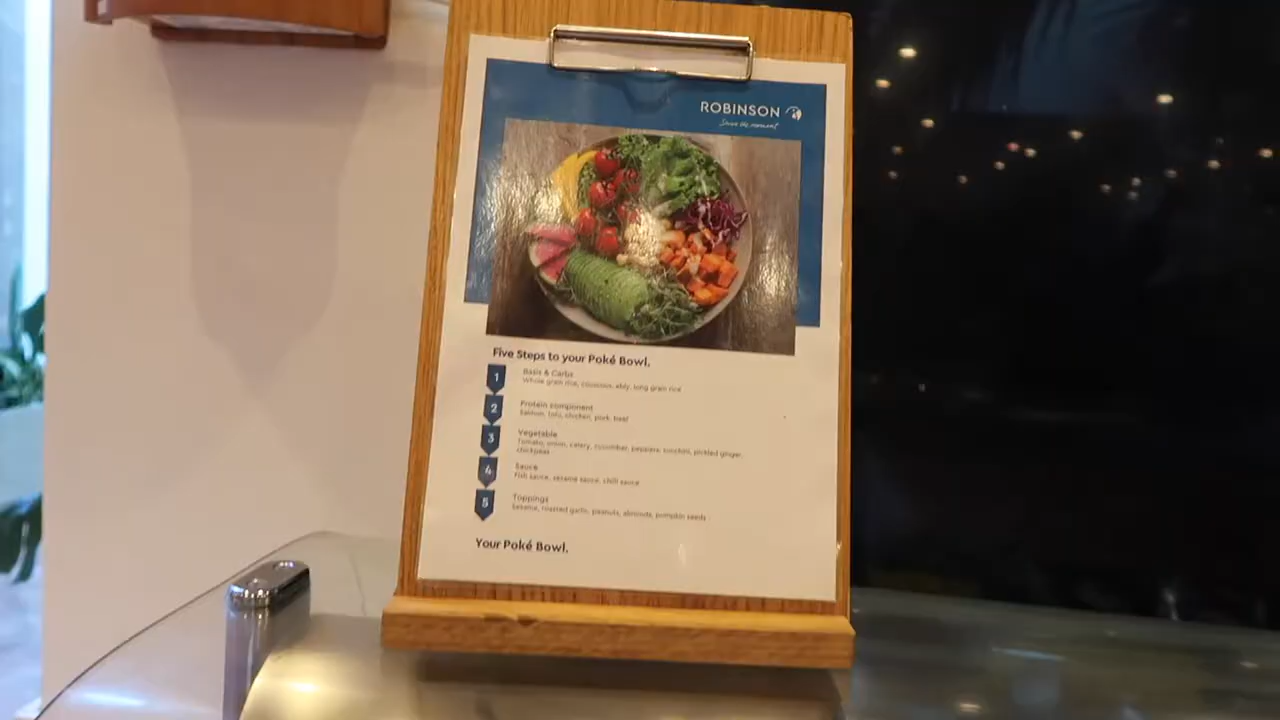 ROBINSON
Five Steps to your Poké Bowl.
1
Basis & Carbs
Whole grain rice, couscous, ebly, long grain rice
2
Protein component
Salmon, tofu, chicken, pork, beef
3
Vegetable
Tomato, onion, celery, cucumber, peppers, zucchini, pickled ginger,
chickpeas
4
Sauce
Fish sauce, sesame sauce, chilli sauce
5
Toppings
Sesame, roasted garlic, peanuts, almonds, pumpkin seeds
Your Poké Bowl.